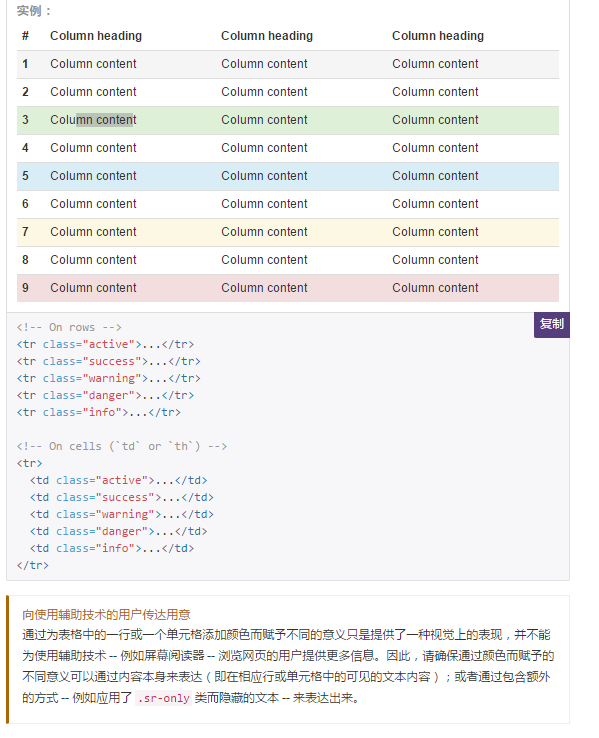 实例：
# Column heading Column heading Column heading
1 Column content Column content Column content
2 Column content Column content Column content
3 Column content Column content Column content
4 Column content Column content Column content
5 Column content Column content Column content
6 Column content Column content Column content
7 Column content Column content Column content
8 Column content Column content Column content
9 Column content Column content Column content
复制
<!-- On rows -->
<tr class="active">...</tr>
<tr class="success">...</tr>
<tr class="warning">...</tr>
<tr class="danger">...</tr>
<tr class="info">...</tr>
<!-- On cells (`td` or `th`) -->
<tr>
<td class="active">...</td>
<td class="success">...</td>
<td class="warning">...</td>
<td class="danger">...</td>
<td class="info">...</td>
</tr>
向使用辅助技术的用户传达用意
通过为表格中的一行或一个单元格添加颜色而赋予不同的意义只是提供了一种视觉上的表现，并不能
为使用辅助技术 -- 例如屏幕阅读器 -- 浏览网页的用户提供更多信息。因此，请确保通过颜色而赋予的
不同意义可以通过内容本身来表达（即在相应行或单元格中的可见的文本内容）；或者通过包含额外
的方式 -- 例如应用了 .sr-only 类而隐藏的文本 -- 来表达出来。